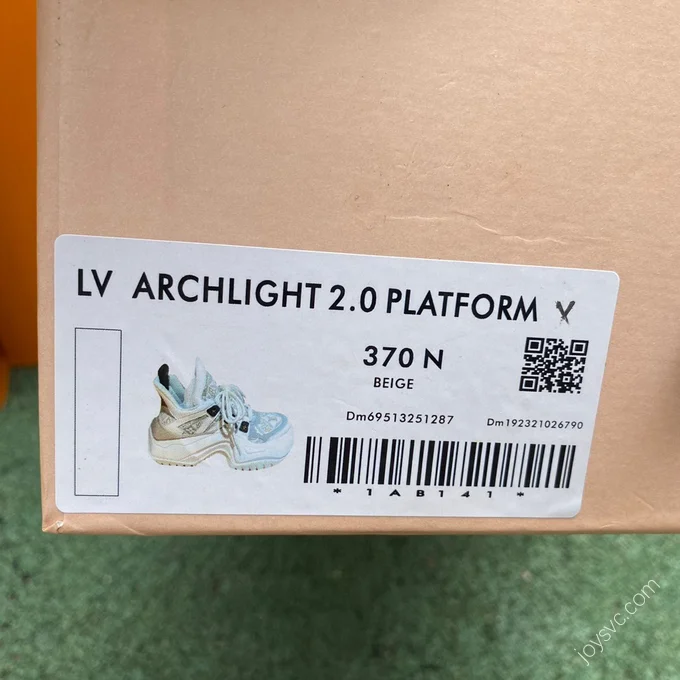 LV ARCHLIGHT 2.0 PLATFORM
370 N
BEIGE
Dm69513251287 Dm192321026790
*1AB141*
joysvc.com